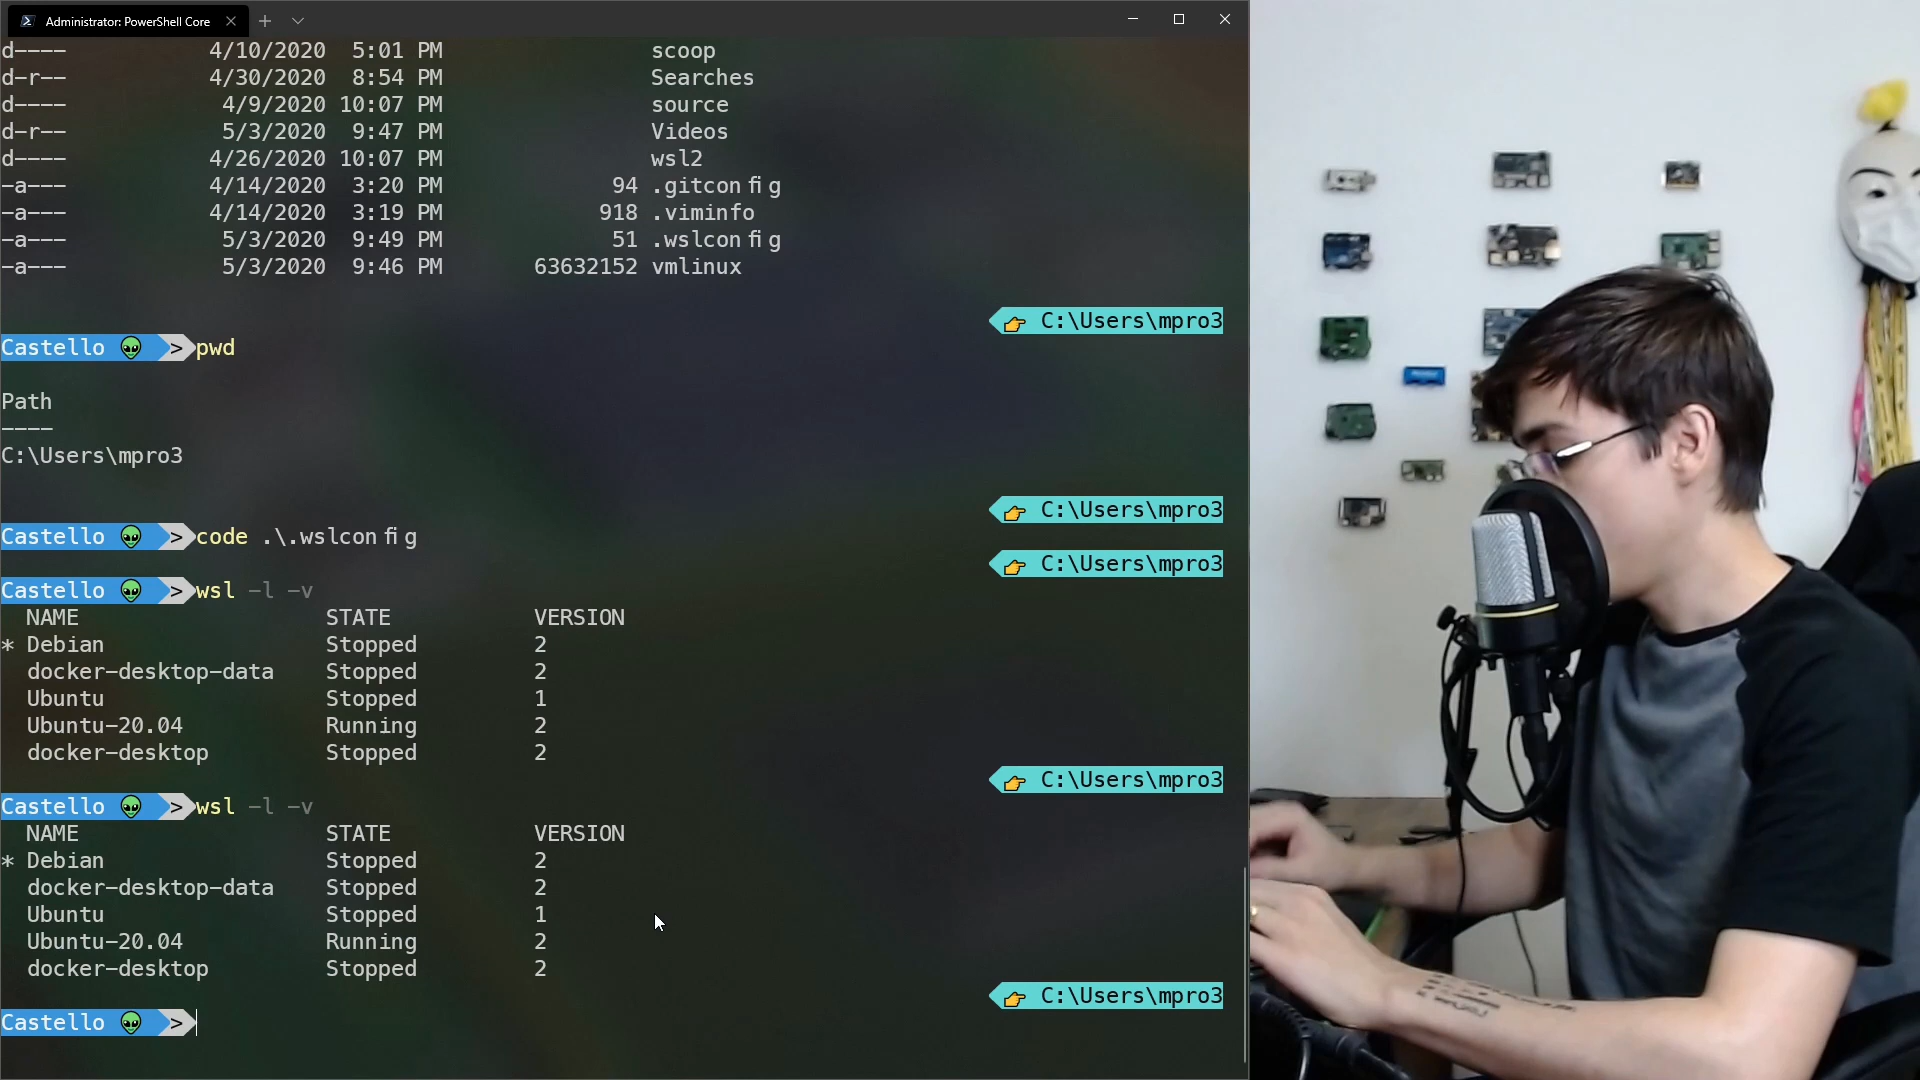 Administrator: PowerShell Core
d---- 4/10/2020 5:01 PM scoop
d-r-- 4/30/2020 8:54 PM Searches
d---- 4/9/2020 10:07 PM source
d-r-- 5/3/2020 9:47 PM Videos
d---- 4/26/2020 10:07 PM wsl2
-a--- 4/14/2020 3:20 PM 94 .gitconfig
-a--- 4/14/2020 3:19 PM 918 .viminfo
-a--- 5/3/2020 9:49 PM 51 .wslconfig
-a--- 5/3/2020 9:46 PM 63632152 vmlinux
👉 C:\Users\mpro3
Castello 👽 > pwd
Path
----
C:\Users\mpro3
👉 C:\Users\mpro3
Castello 👽 > code .\.wslconfig
👉 C:\Users\mpro3
Castello 👽 > wsl -l -v
NAME STATE VERSION
* Debian Stopped 2
docker-desktop-data Stopped 2
Ubuntu Stopped 1
Ubuntu-20.04 Running 2
docker-desktop Stopped 2
👉 C:\Users\mpro3
Castello 👽 > wsl -l -v
NAME STATE VERSION
* Debian Stopped 2
docker-desktop-data Stopped 2
Ubuntu Stopped 1
Ubuntu-20.04 Running 2
docker-desktop Stopped 2
👉 C:\Users\mpro3
Castello 👽 >